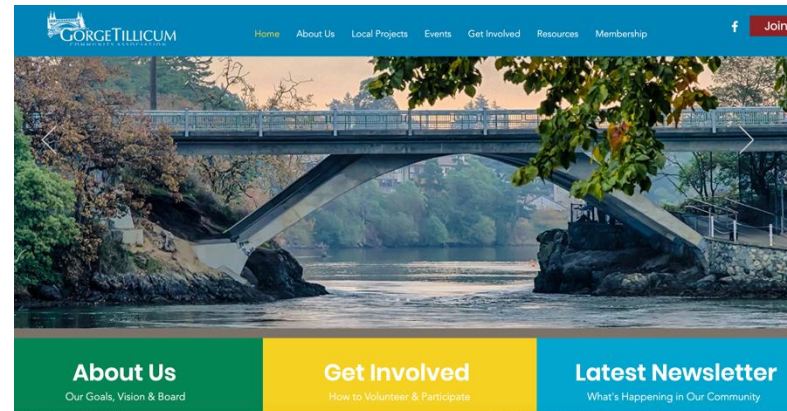 GORGETILLICUM
COMMUNITY ASSOCIATION
Home About Us Local Projects Events Get Involved Resources Membership
f Join
About Us
Our Goals, Vision & Board
Get Involved
How to Volunteer & Participate
Latest Newsletter
What's Happening in Our Community